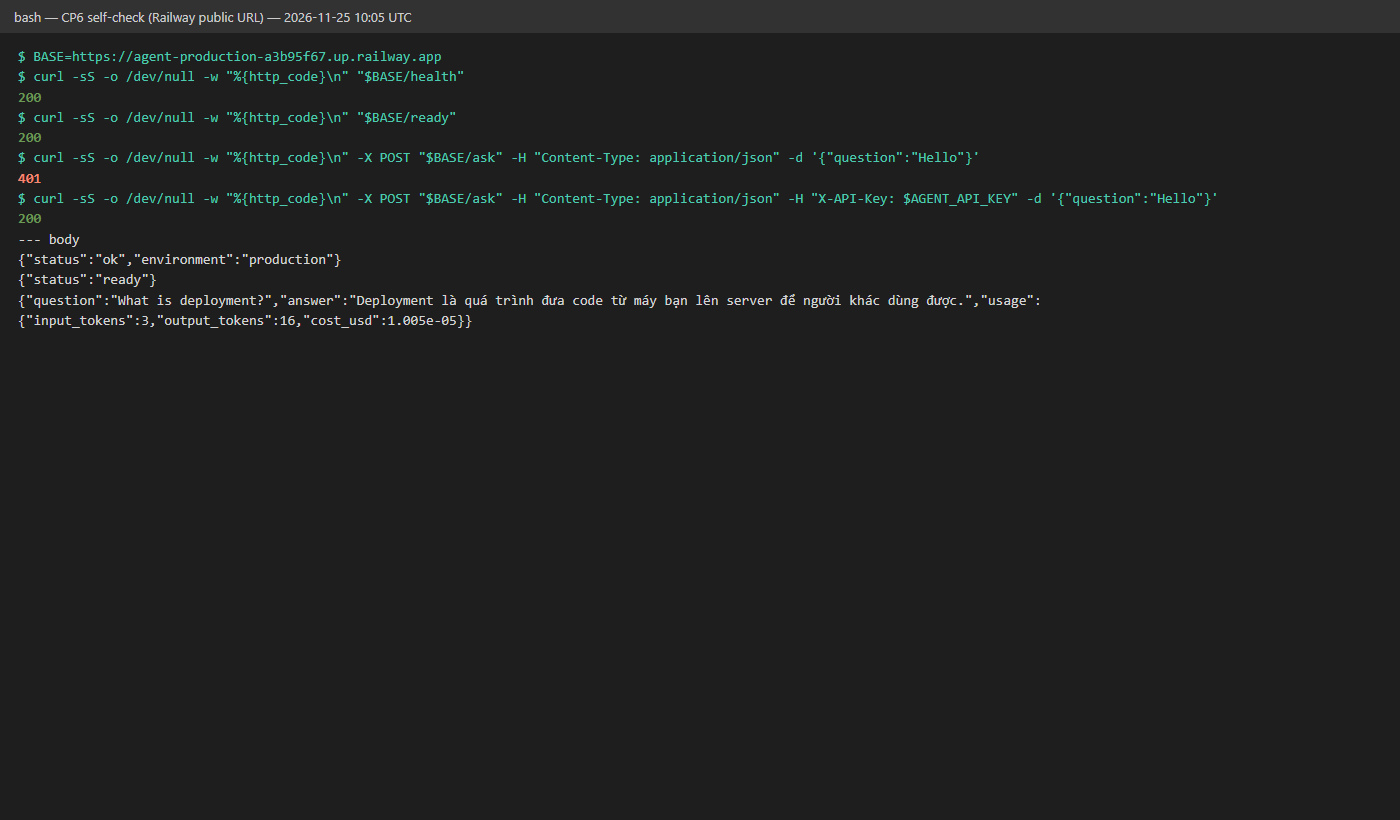 bash — CP6 self-check (Railway public URL) — 2026-11-25 10:05 UTC
$ BASE=https://agent-production-a3b95f67.up.railway.app
$ curl -sS -o /dev/null -w "%{http_code}\n" "$BASE/health"
200
$ curl -sS -o /dev/null -w "%{http_code}\n" "$BASE/ready"
200
$ curl -sS -o /dev/null -w "%{http_code}\n" -X POST "$BASE/ask" -H "Content-Type: application/json" -d '{"question":"Hello"}'
401
$ curl -sS -o /dev/null -w "%{http_code}\n" -X POST "$BASE/ask" -H "Content-Type: application/json" -H "X-API-Key: $AGENT_API_KEY" -d '{"question":"Hello"}'
200
--- body
{"status":"ok","environment":"production"}
{"status":"ready"}
{"question":"What is deployment?","answer":"Deployment là quá trình đưa code từ máy bạn lên server để người khác dùng được.","usage":
{"input_tokens":3,"output_tokens":16,"cost_usd":1.005e-05}}